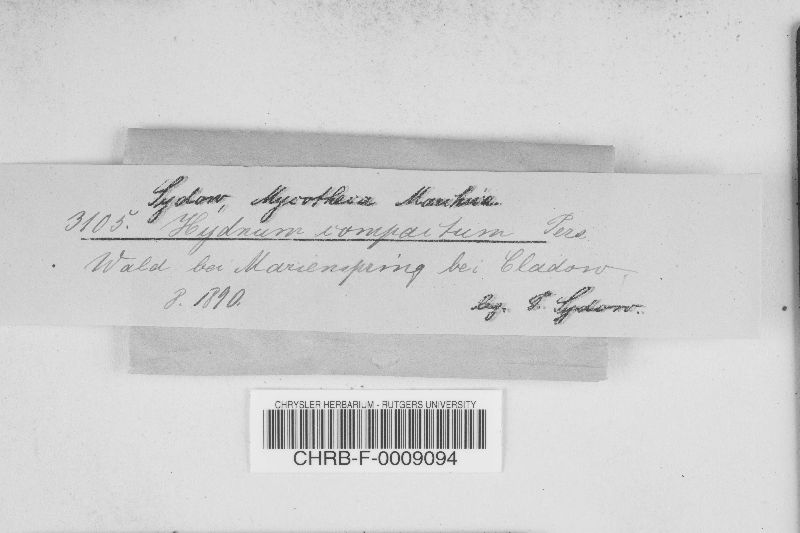 Sydow, Mycotheca Marchica.
3105. Hydnum compactum Pers.
Wald bei Marienspring bei Cladow.
8. 1890.
leg. P. Sydow.
CHRYSLER HERBARIUM - RUTGERS UNIVERSITY
CHRB-F-0009094